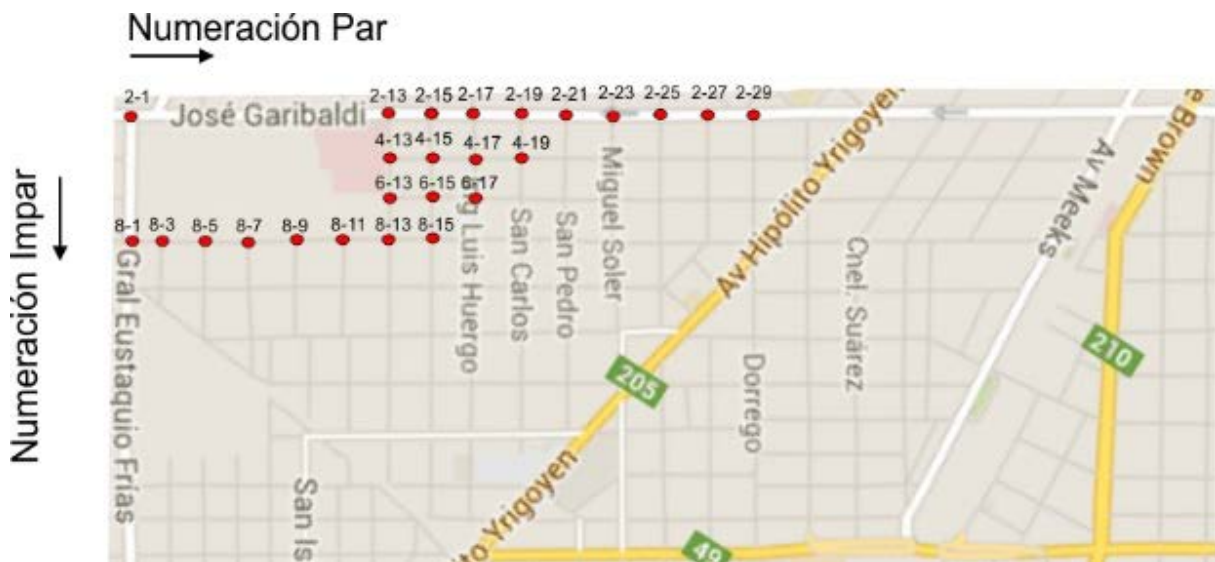 Numeración Par
Numeración Impar
2-1
2-13
2-15
2-17
2-19
2-21
2-23
2-25
2-27
2-29
José Garibaldi
4-13
4-15
4-17
4-19
6-13
6-15
6-17
8-1
8-3
8-5
8-7
8-9
8-11
8-13
8-15
Gral Eustaquio Frías
Ing Luis Huergo
San Carlos
San Pedro
Miguel Soler
Av Hipólito Yrigoyen
Cnel. Suárez
Av Meeks
e Brown
205
210
Dorrego
San Is
ito Yrigoyen
49